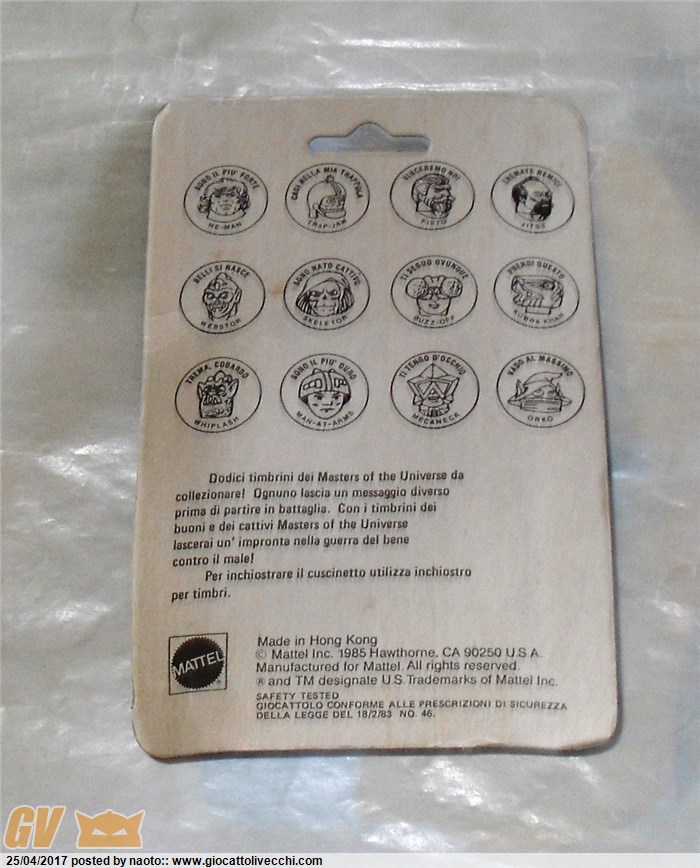 SONO IL PIU' FORTE
HE-MAN
CADI NELLA MIA TRAPPOLA
TRAP-JAW
VINCEREMO NOI
FISTO
TREMATE NEMICI
JITSU
BELLI SI NASCE
WEBSTOR
SONO NATO CATTIVO
SKELETOR
TI SEGUO OVUNQUE
BUZZ-OFF
PRENDI QUESTO
KOBRA KHAN
TREMA, CODARDO
WHIPLASH
SONO IL PIU' DURO
MAN-AT-ARMS
TI TENGO D'OCCHIO
MECANECK
SONO AL MASSIMO
ORKO
Dodici timbrini dei Masters of the Universe da
collezionare! Ognuno lascia un messaggio diverso
prima di partire in battaglia. Con i timbrini dei
buoni e dei cattivi Masters of the Universe
lascerai un' impronta nella guerra del bene
contro il male!
Per inchiostrare il cuscinetto utilizza inchiostro
per timbri.
MATTEL
Made in Hong Kong
© Mattel Inc. 1985 Hawthorne, CA 90250 U.S.A.
Manufactured for Mattel. All rights reserved.
® and TM designate U.S. Trademarks of Mattel Inc.
SAFETY TESTED
GIOCATTOLO CONFORME ALLE PRESCRIZIONI DI SICUREZZA
DELLA LEGGE DEL 18/2/83 NO. 46.
GV
25/04/2017 posted by naoto:: www.giocattolivecchi.com